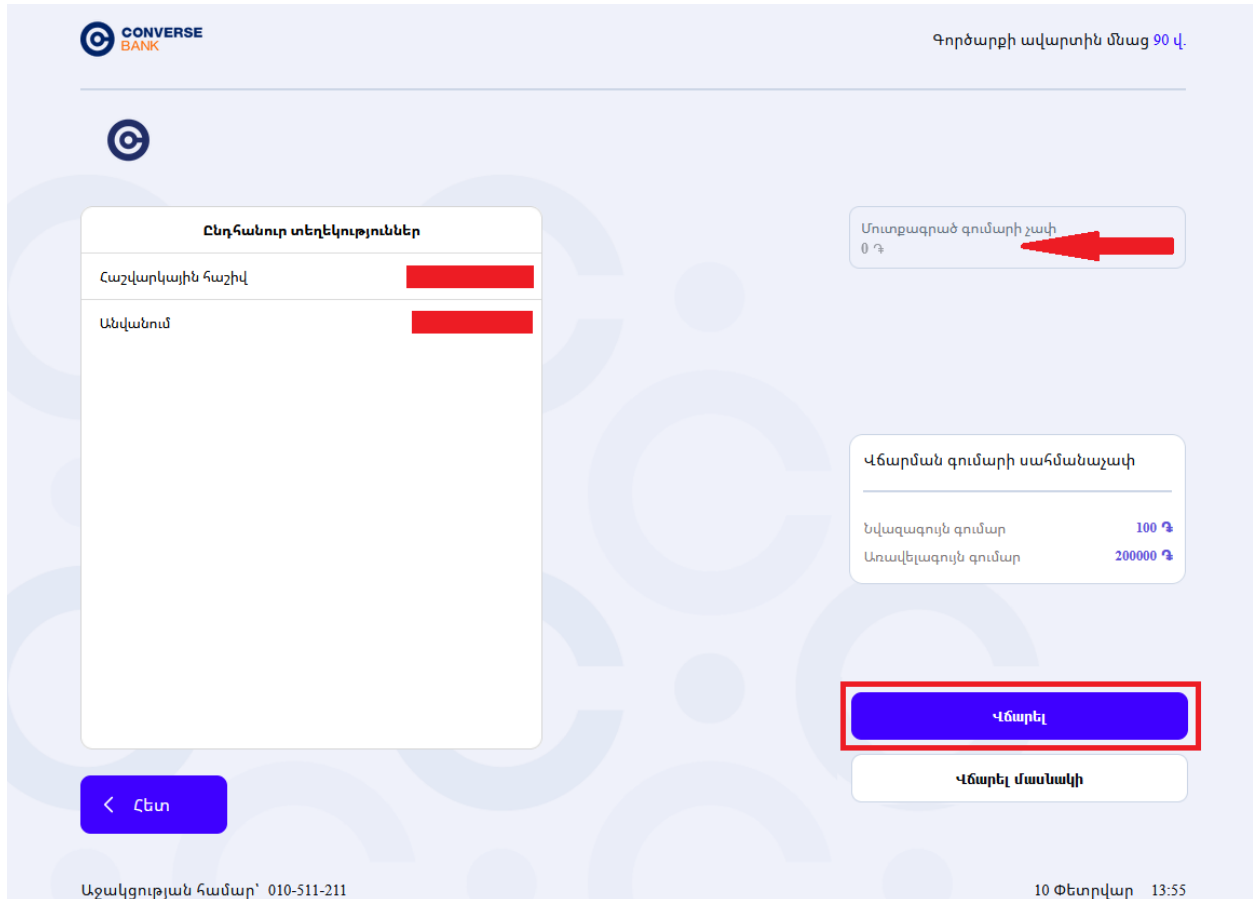 CONVERSE
BANK
Գործարքի ավարտին մնաց 90 վ.
Ընդհանուր տեղեկություններ
Հաշվարկային հաշիվ
Անվանում
Մուտքագրած գումարի չափ
0 ֏
Վճարման գումարի սահմանաչափ
Նվազագույն գումար 100 ֏
Առավելագույն գումար 200000 ֏
Վճարել
Վճարել մասնակի
Հետ
Աջակցության համար՝ 010-511-211
10 Փետրվար 13:55